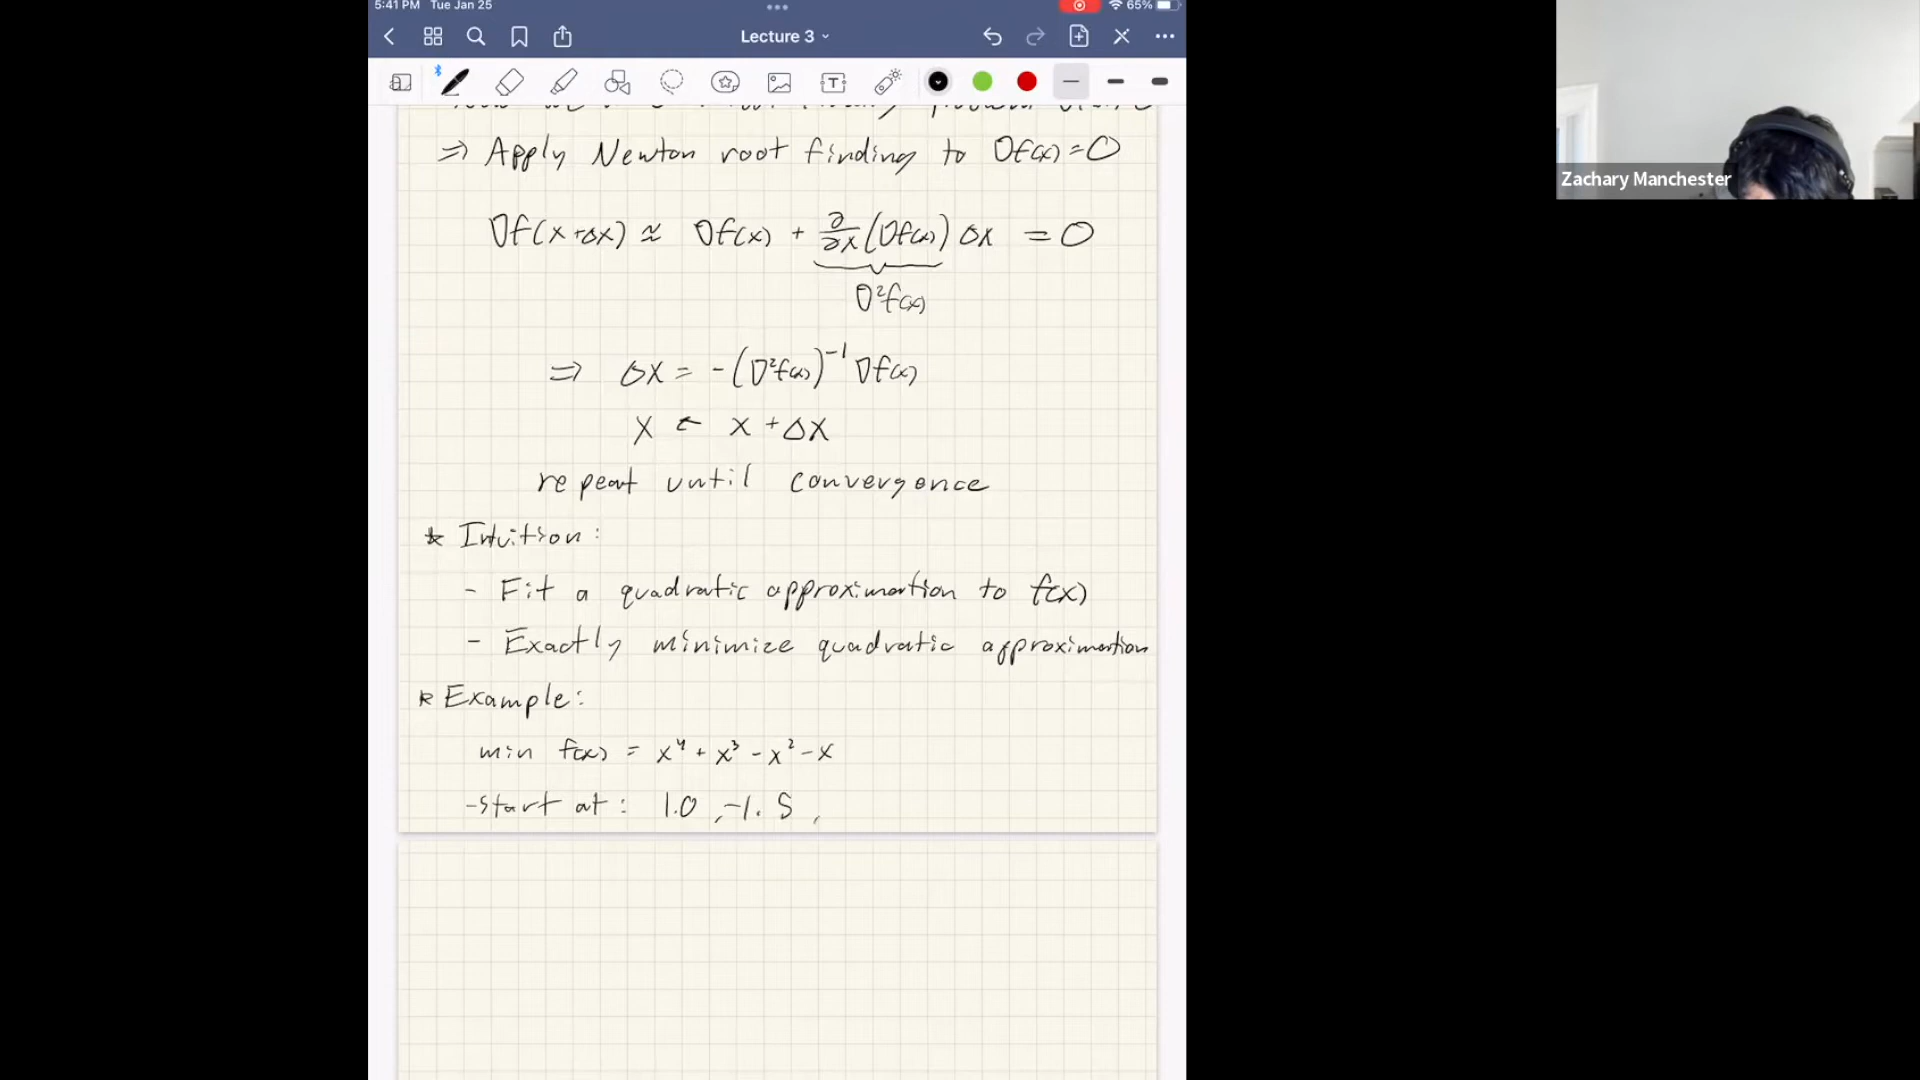 5:41 PM Tue Jan 25
65%
Lecture 3
Zachary Manchester
⇒ Apply Newton root finding to ∇f(x)=0
∇f(x+Δx) ≈ ∇f(x) + ∂/∂x(∇f(x))Δx = 0
∇²f(x)
⇒ Δx = -(∇²f(x))⁻¹ ∇f(x)
x ← x+Δx
repeat until convergence
* Intuition:
- Fit a quadratic approximation to f(x)
- Exactly minimize quadratic approximation
* Example:
min f(x) = x⁴ + x³ - x² - x
- start at: 1.0, -1.5,